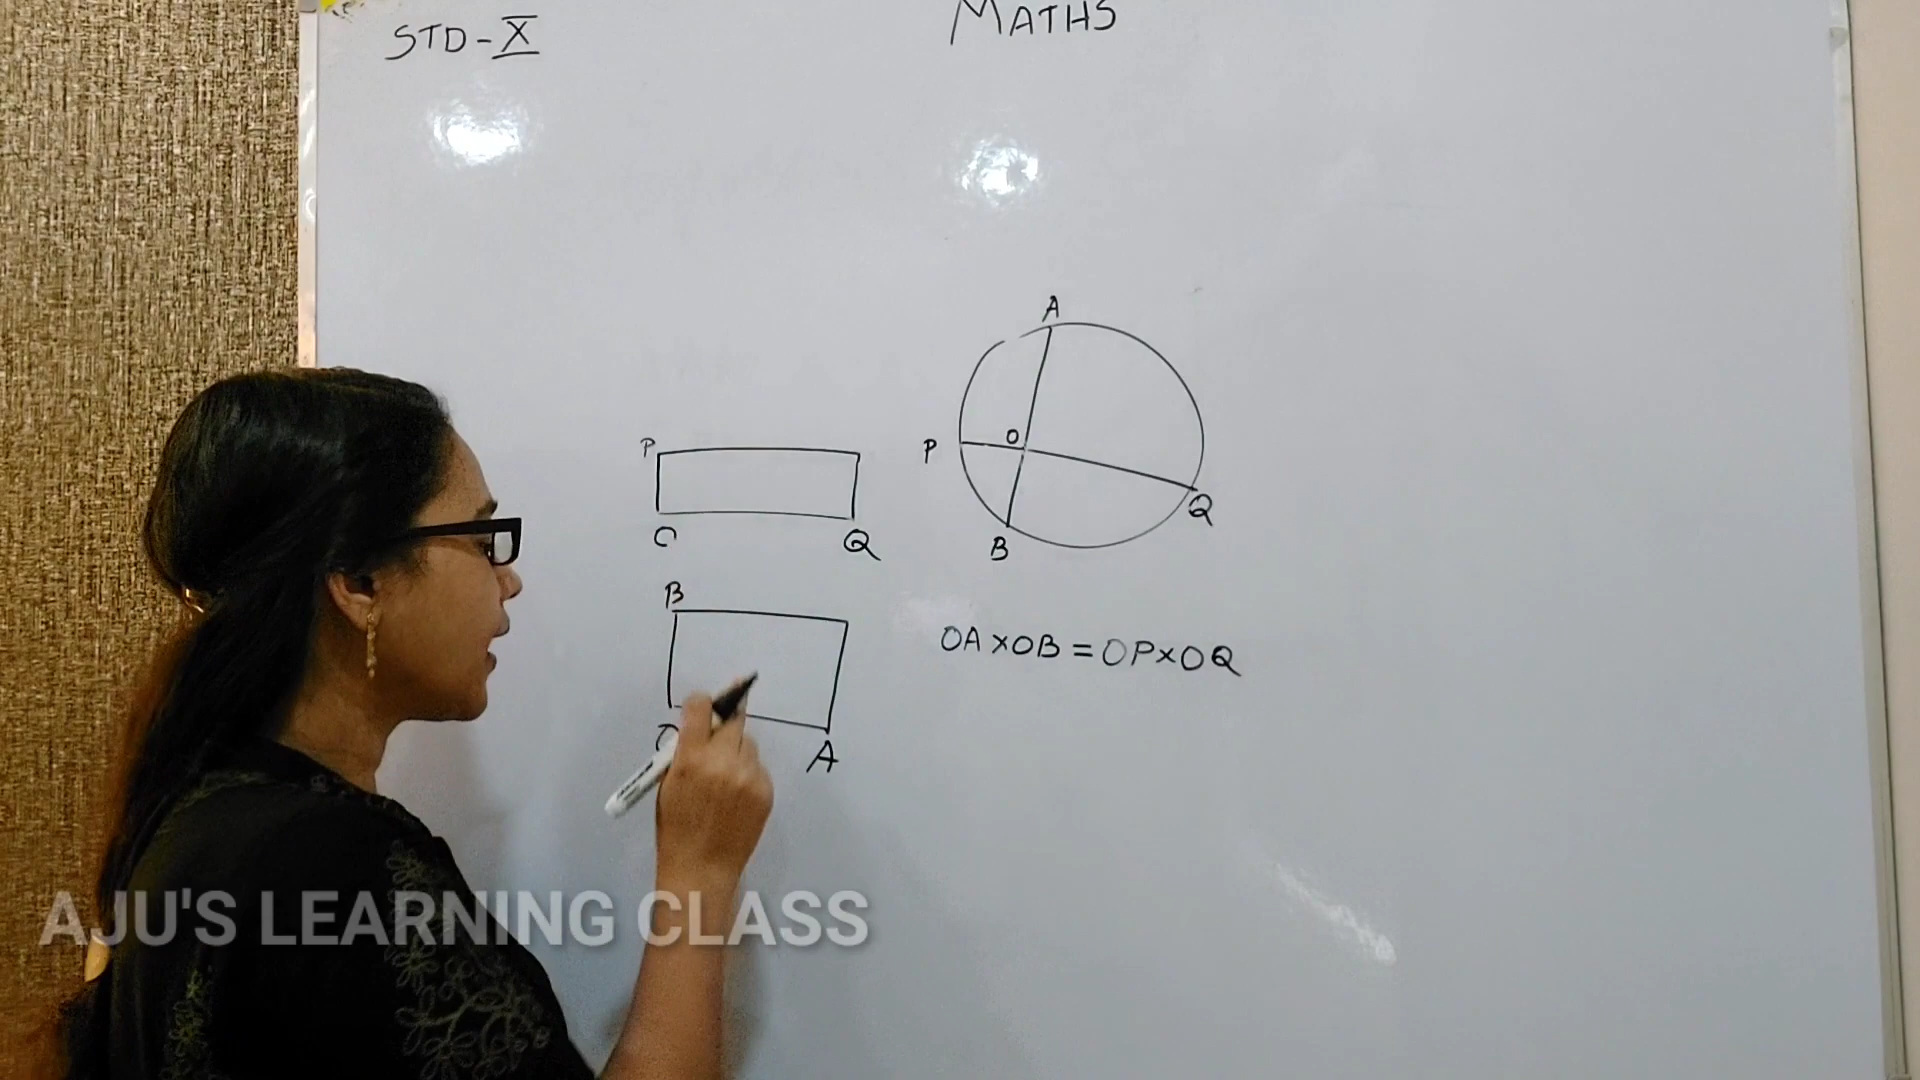 STD - X
MATHS
A
P
O
Q
B
P
O
Q
B
O
A
OA × OB = OP × OQ
AJU'S LEARNING CLASS